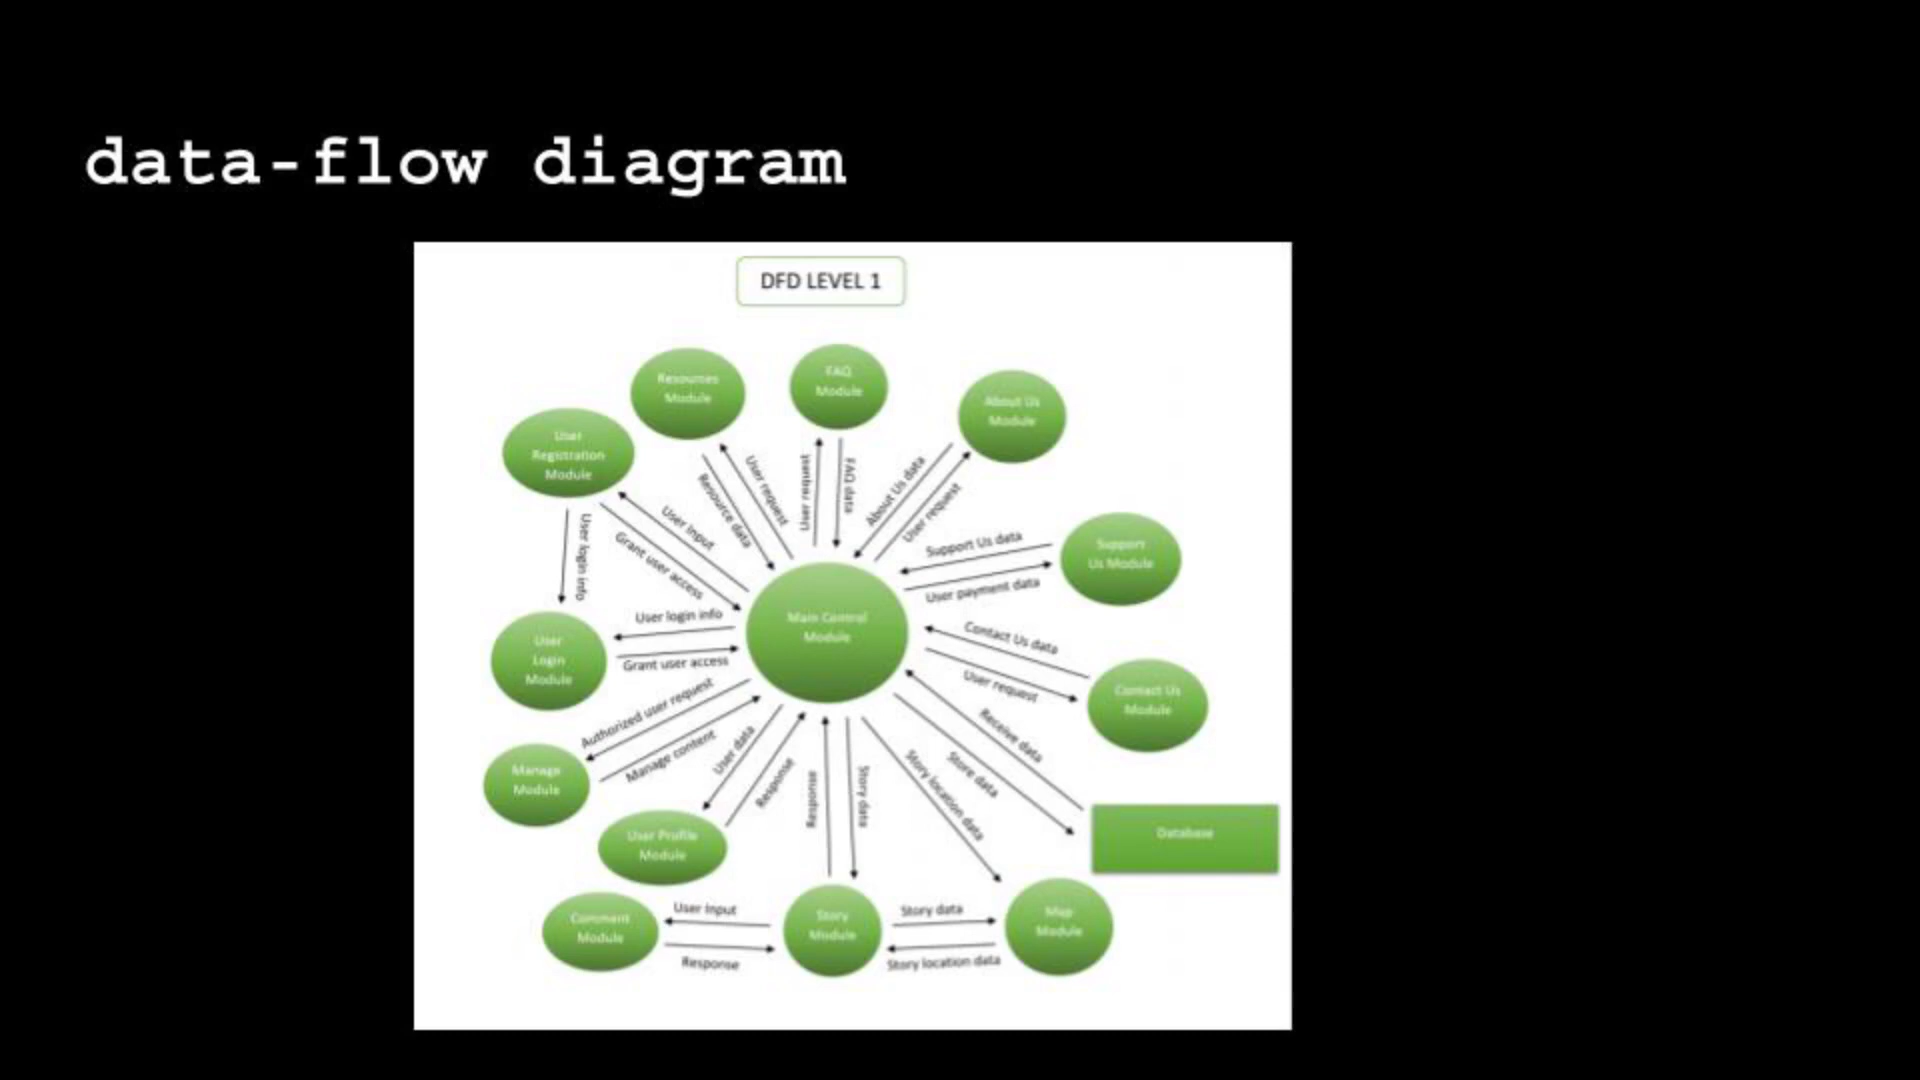 data-flow diagram
DFD LEVEL 1
Resources
Module
FAQ
Module
About Us
Module
User
Registration
Module
User request
Resource data
User request
FAQ data
About Us data
User request
User Input
Grant user access
User login info
Support Us data
User payment data
Support
Us Module
Main Control
Module
User login info
Grant user access
User
Login
Module
Contact Us data
User request
Contact Us
Module
Authorized user request
Manage content
Manage
Module
User data
Response
Response
Story data
Story location data
Store data
Receive data
Database
User Profile
Module
Comment
Module
User Input
Response
Story
Module
Story data
Story location data
Map
Module